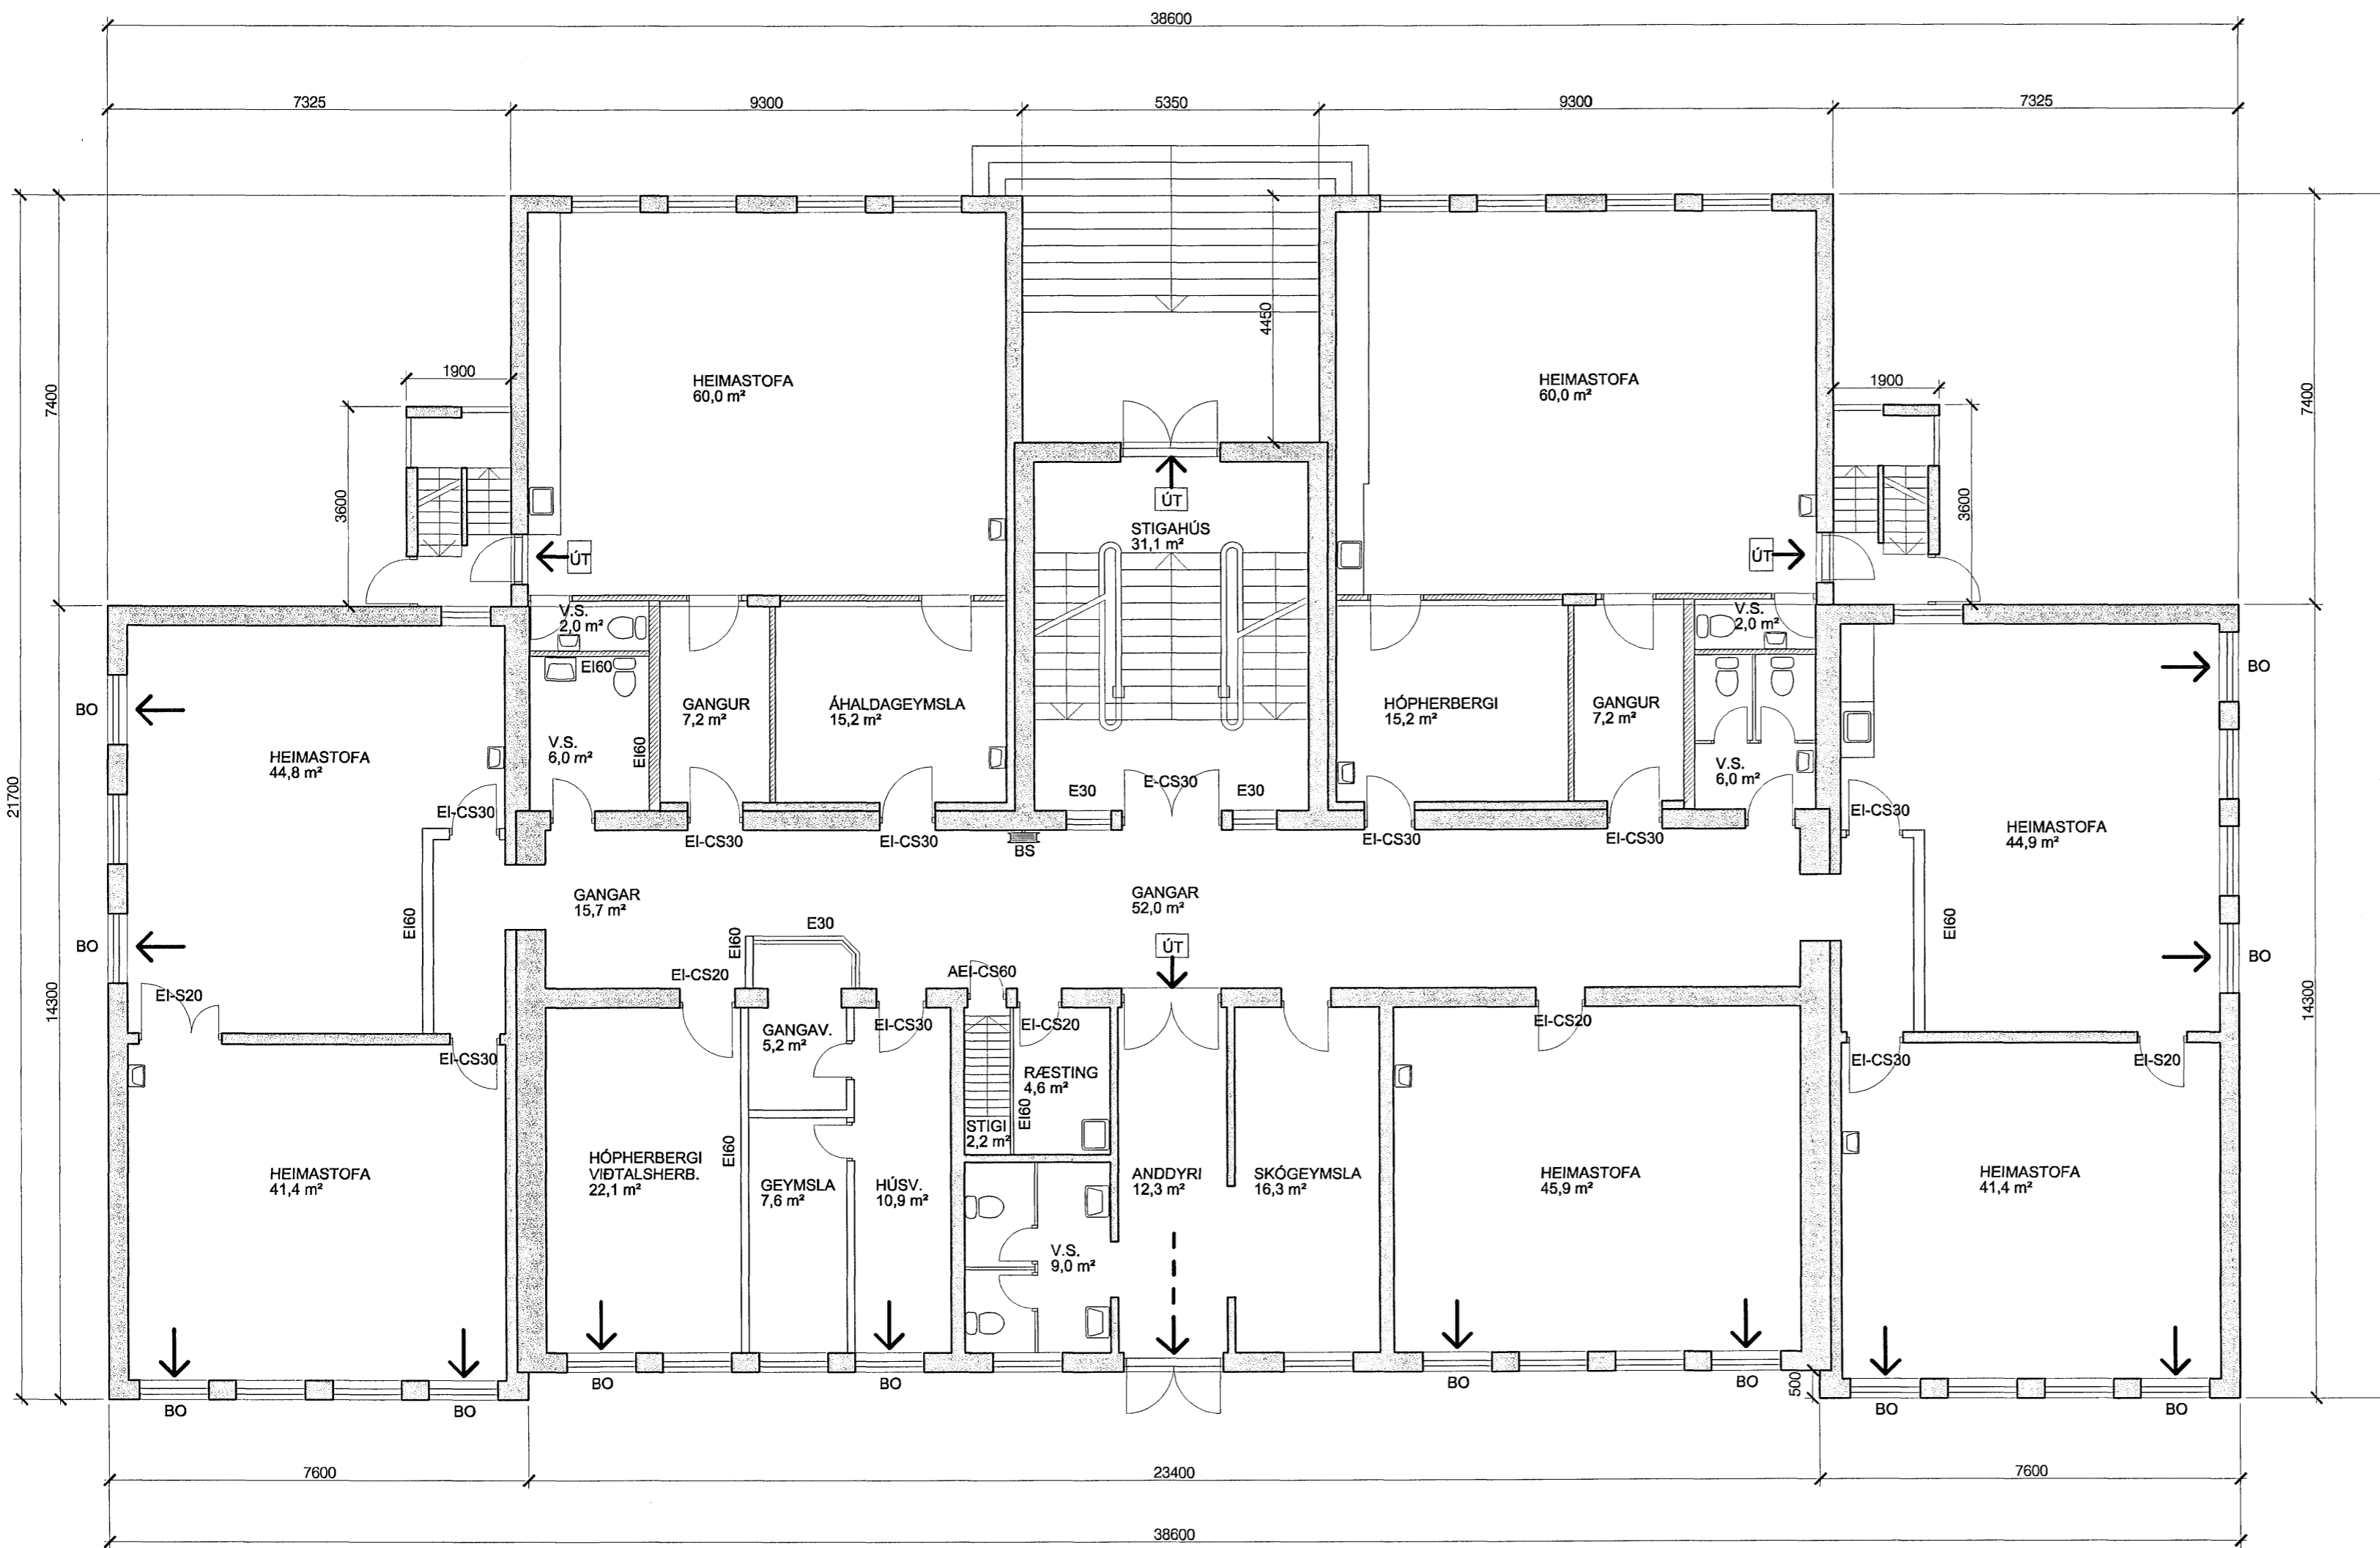 38600
7325
9300
5350
9300
7325
21700
7400
7400
4450
1900
3600
1900
3600
HEIMASTOFA
60,0 m²
HEIMASTOFA
60,0 m²
ÚT
ÚT
ÚT
STIGAHÚS
31,1 m²
V.S.
2,0 m²
EI60
V.S.
6,0 m²
EI60
GANGUR
7,2 m²
ÁHALDAGEYMSLA
15,2 m²
HÓPHERBERGI
15,2 m²
GANGUR
7,2 m²
V.S.
2,0 m²
V.S.
6,0 m²
BO
BO
BO
BO
HEIMASTOFA
44,8 m²
EI-CS30
EI60
EI-S20
EI-CS30
EI-CS30
EI-CS30
BS
E30
E-CS30
E30
EI-CS30
EI-CS30
EI-CS30
HEIMASTOFA
44,9 m²
EI60
14300
14300
GANGAR
15,7 m²
GANGAR
52,0 m²
ÚT
E30
EI60
EI-CS20
AEI-CS60
EI-CS30
EI-CS20
EI-CS20
EI-CS30
EI-S20
GANGAV.
5,2 m²
RÆSTING
4,6 m²
EI60
STIGI
2,2 m²
HEIMASTOFA
41,4 m²
HÓPHERBERGI
VIÐTALSHERB.
22,1 m²
EI60
GEYMSLA
7,6 m²
HÚSV.
10,9 m²
V.S.
9,0 m²
ANDDYRI
12,3 m²
SKÓGEYMSLA
16,3 m²
HEIMASTOFA
45,9 m²
HEIMASTOFA
41,4 m²
BO
BO
BO
BO
BO
BO
500
BO
BO
7600
23400
7600
38600